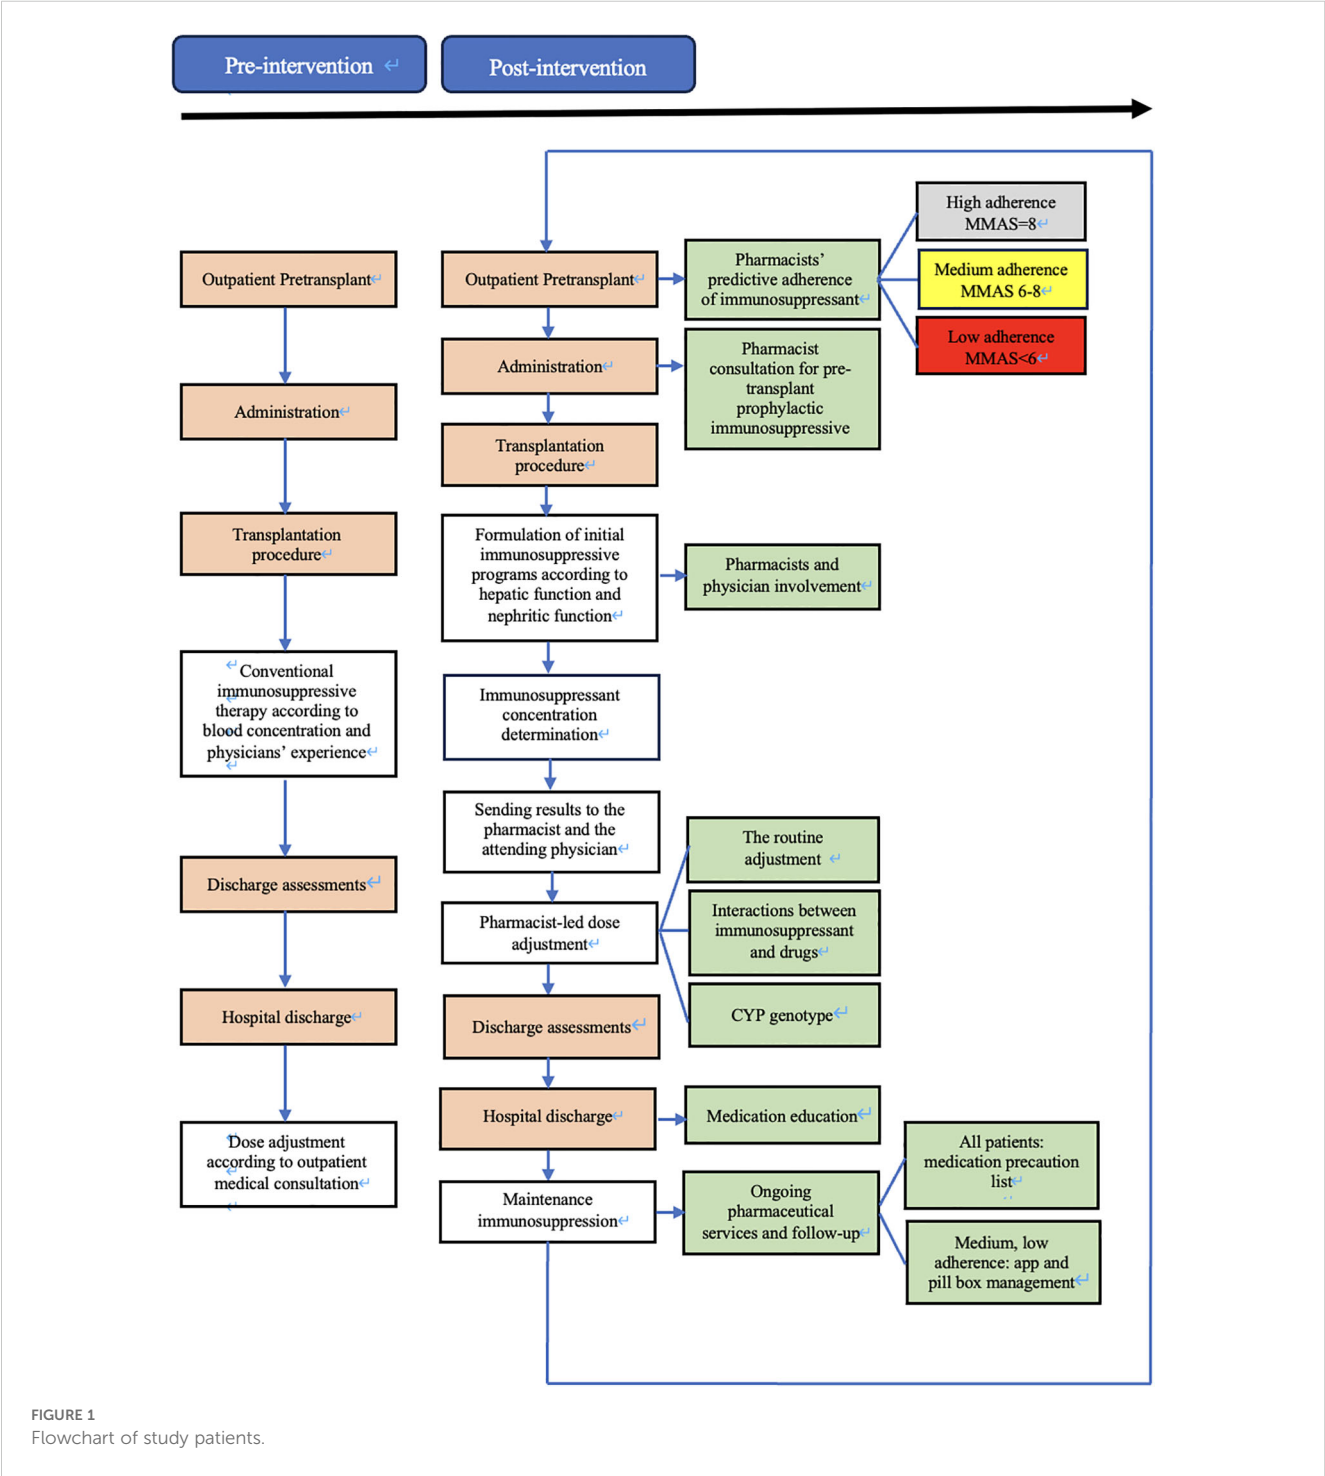 Pre-intervention ↵
Post-intervention
Outpatient Pretransplant↵
Administration↵
Transplantation
procedure↵
Conventional
immunosuppressive
therapy according to
blood concentration and
physicians’ experience↵
Discharge assessments↵
Hospital discharge↵
Dose adjustment
according to outpatient
medical consultation↵
Outpatient Pretransplant↵
Pharmacists’
predictive adherence
of immunosuppressant↵
High adherence
MMAS=8↵
Medium adherence
MMAS 6-8↵
Low adherence
MMAS<6↵
Administration↵
Pharmacist
consultation for pre-
transplant
prophylactic
immunosuppressive
Transplantation
procedure↵
Formulation of initial
immunosuppressive
programs according to
hepatic function and
nephritic function↵
Pharmacists and
physician involvement↵
Immunosuppressant
concentration
determination↵
Sending results to the
pharmacist and the
attending physician↵
Pharmacist-led dose
adjustment↵
The routine
adjustment ↵
Interactions between
immunosuppressant
and drugs↵
CYP genotype↵
Discharge assessments↵
Hospital discharge↵
Medication education↵
Maintenance
immunosuppression↵
Ongoing
pharmaceutical
services and follow-up↵
All patients:
medication precaution
list↵
Medium, low
adherence: app and
pill box management↵
FIGURE 1
Flowchart of study patients.